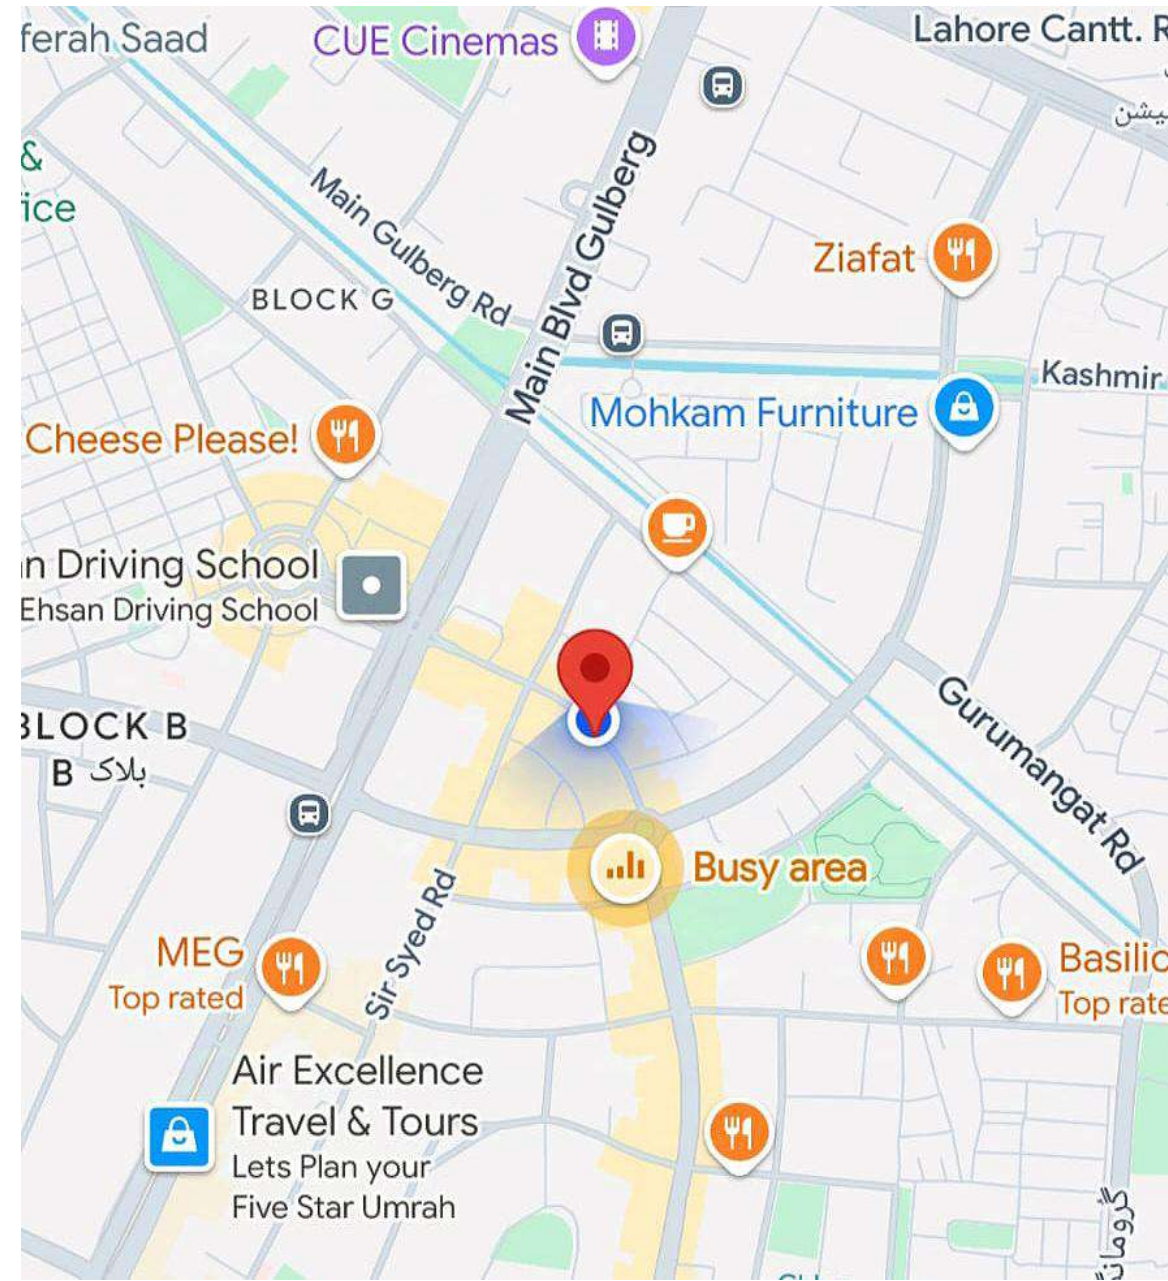 ferah Saad
CUE Cinemas
Lahore Cantt. R
یشن
&
ice
Main Gulberg Rd
Main Blvd Gulberg
Ziafat
BLOCK G
Kashmir
Mohkam Furniture
Cheese Please!
n Driving School
Ehsan Driving School
BLOCK B
بلاک B
Gurumangat Rd
Busy area
Sir Syed Rd
MEG
Top rated
Basilic
Top rate
Air Excellence
Travel & Tours
Lets Plan your
Five Star Umrah
گرومانگ